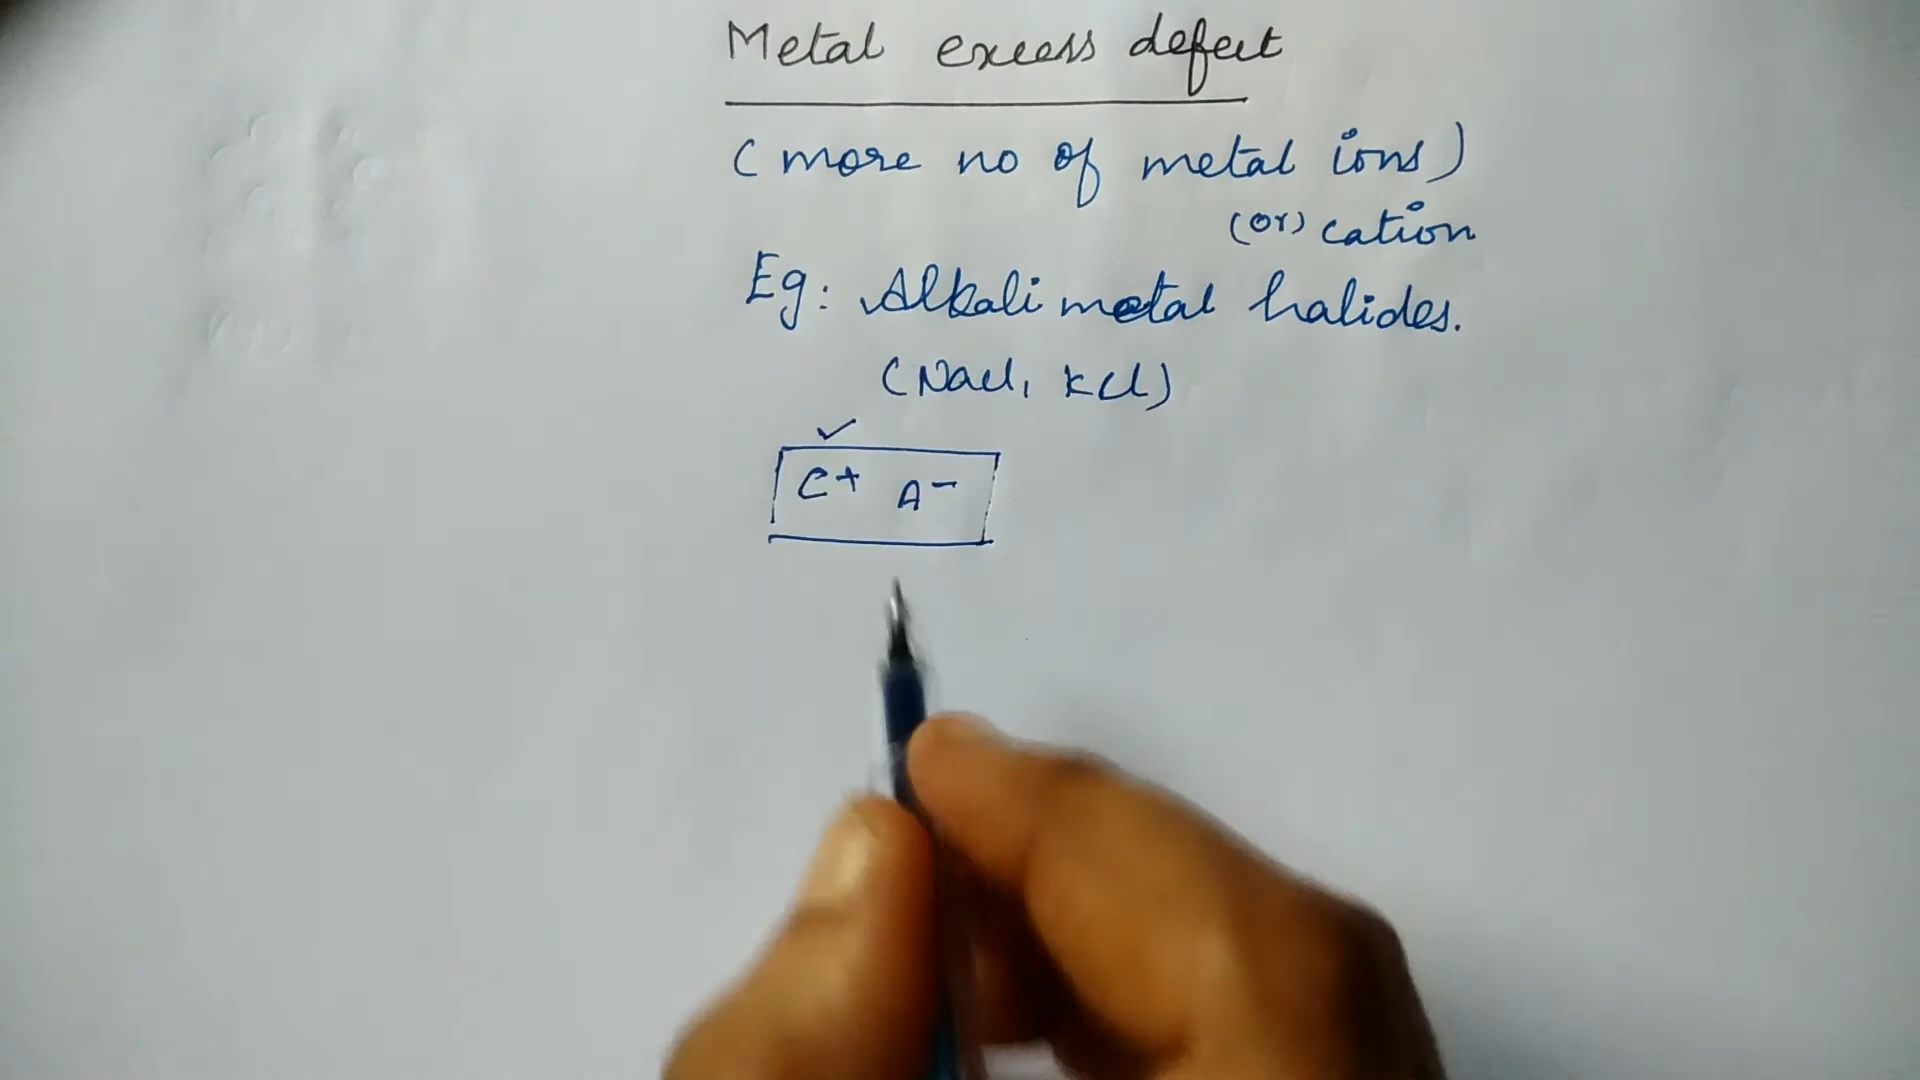 Metal excess defect
(more no of metal ions)
(or) cation
Eg: Alkali metal halides.
(NaCl, KCl)
C+ A-